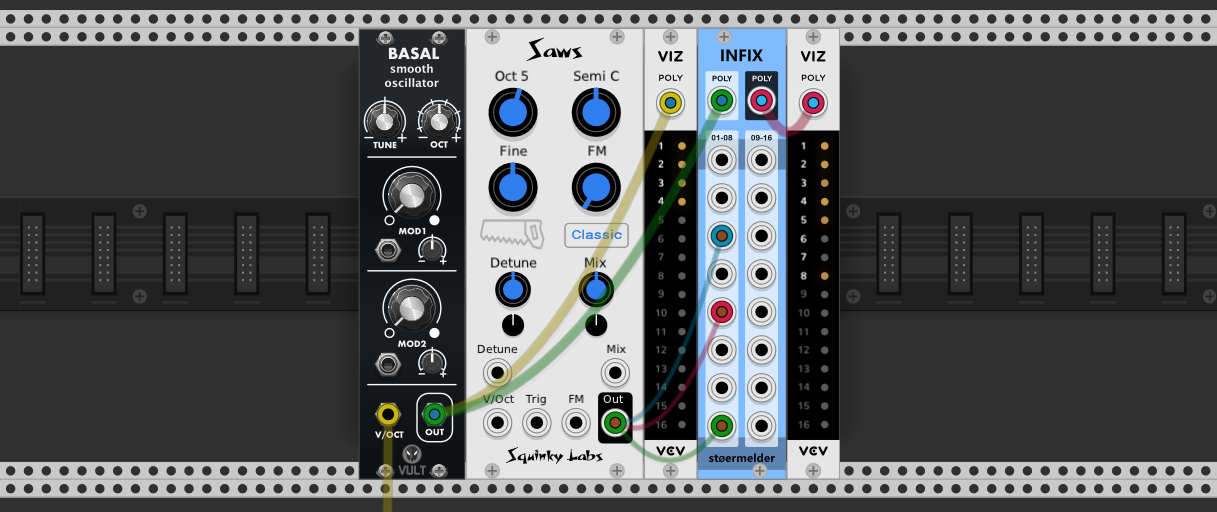 BASAL
smooth
oscillator
TUNE
OCT
MOD1
MOD2
V/OCT
OUT
VULT
Saws
Oct 5
Semi C
Fine
FM
Classic
Detune
Mix
Detune
Mix
V/Oct
Trig
FM
Out
Squinky Labs
VIZ
POLY
1
2
3
4
5
6
7
8
9
10
11
12
13
14
15
16
VCV
INFIX
POLY
POLY
01-08
09-16
støermelder
VIZ
POLY
1
2
3
4
5
6
7
8
9
10
11
12
13
14
15
16
VCV